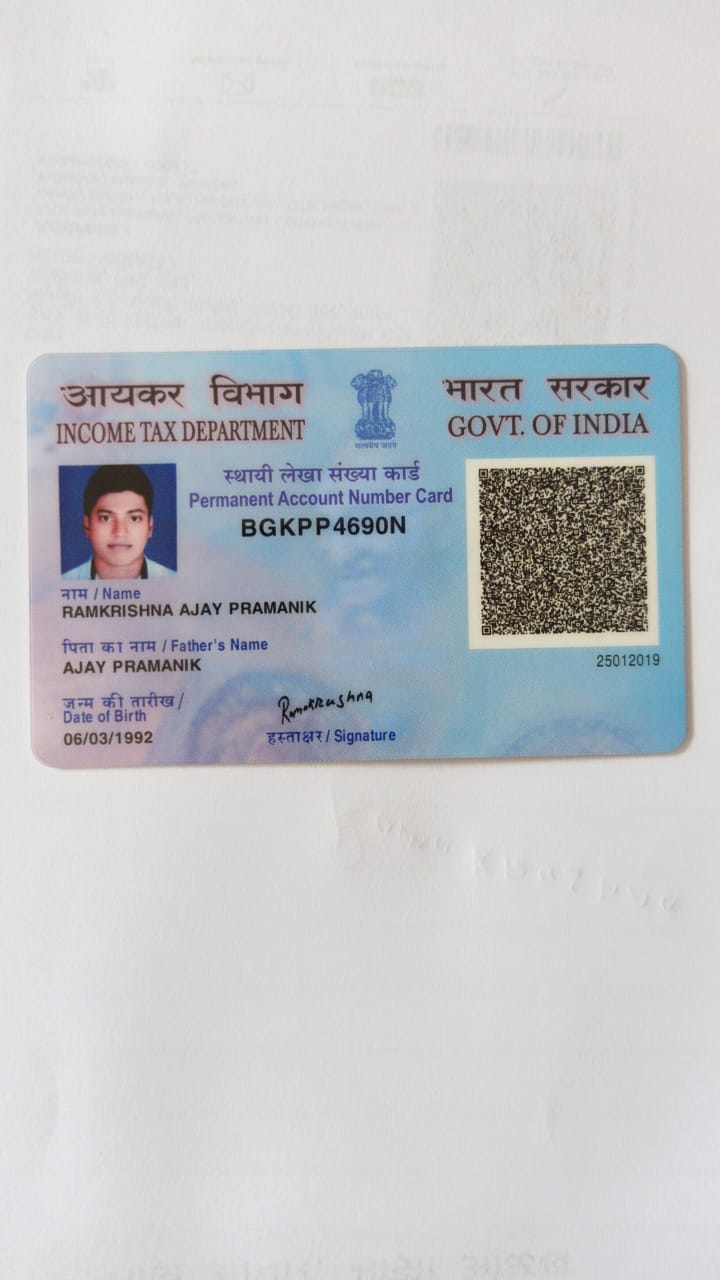 आयकर विभाग
INCOME TAX DEPARTMENT
सत्यमेव जयते
भारत सरकार
GOVT. OF INDIA
स्थायी लेखा संख्या कार्ड
Permanent Account Number Card
BGKPP4690N
नाम / Name
RAMKRISHNA AJAY PRAMANIK
पिता का नाम / Father's Name
AJAY PRAMANIK
जन्म की तारीख /
Date of Birth
06/03/1992
Ramakrushna
हस्ताक्षर / Signature
25012019